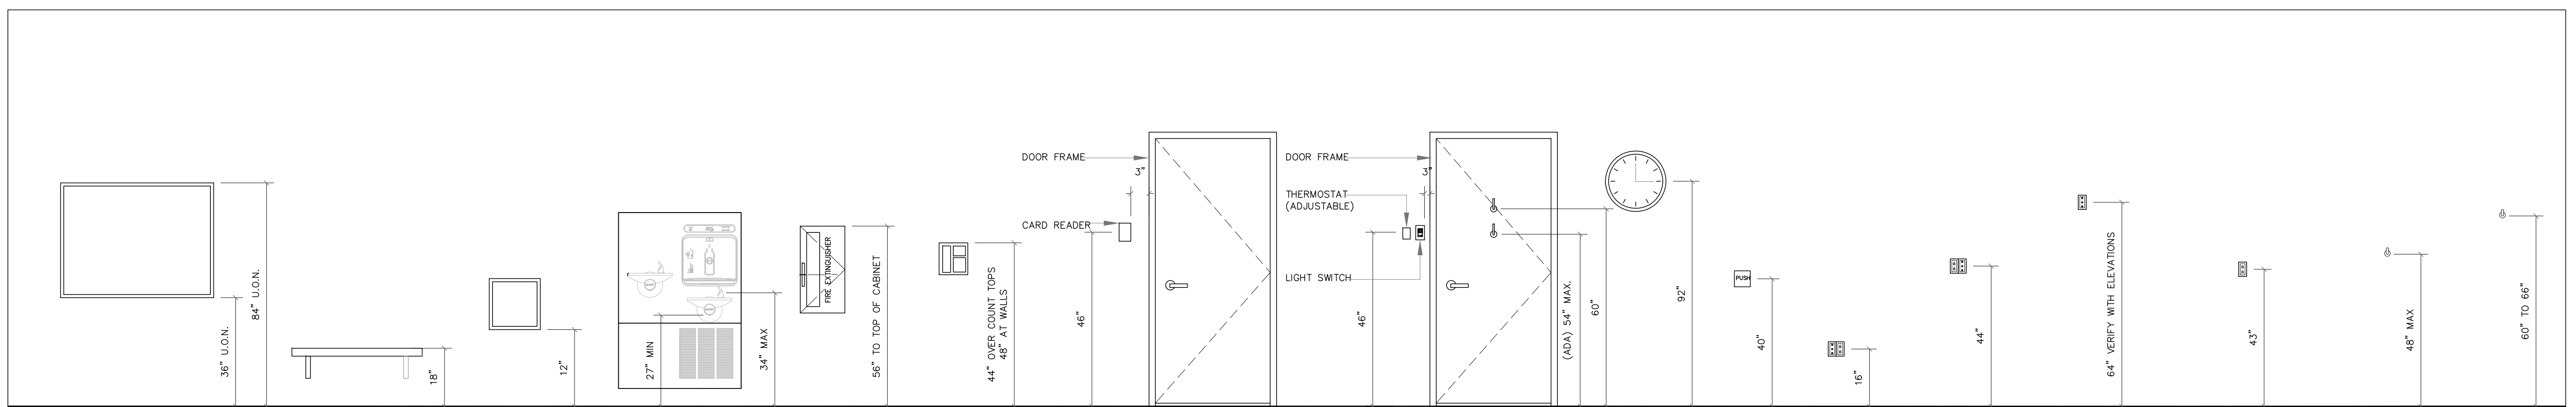 36" U.O.N.
84" U.O.N.
18"
12"
27" MIN
34" MAX
FIRE EXTINGUISHER
56" TO TOP OF CABINET
44" OVER COUNT TOPS
48" AT WALLS
DOOR FRAME
3"
CARD READER
46"
DOOR FRAME
3"
THERMOSTAT
(ADJUSTABLE)
LIGHT SWITCH
46"
(ADA) 54" MAX.
60"
92"
PUSH
40"
16"
44"
64" VERIFY WITH ELEVATIONS
43"
48" MAX
60" TO 66"